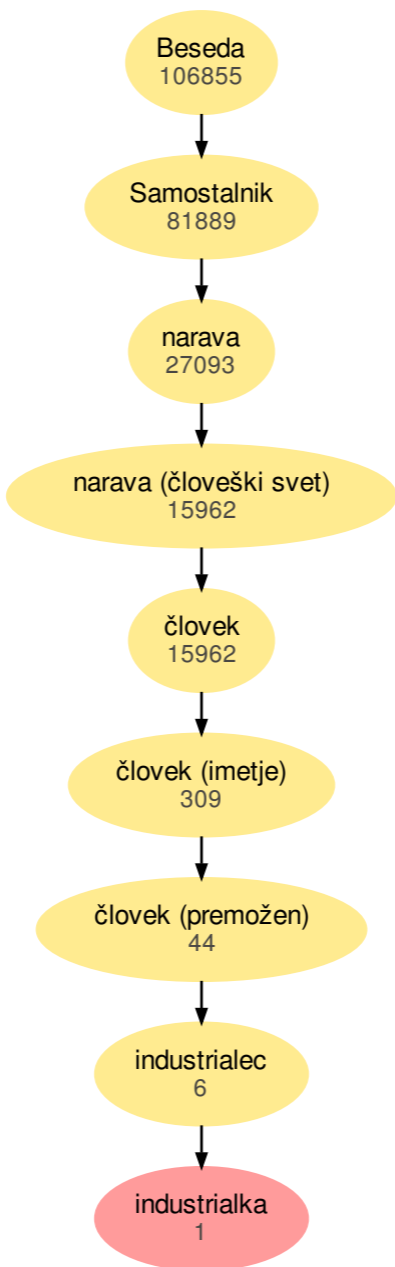 Beseda
106855
Samostalnik
81889
narava
27093
narava (človeški svet)
15962
človek
15962
človek (imetje)
309
človek (premožen)
44
industrialec
6
industrialka
1